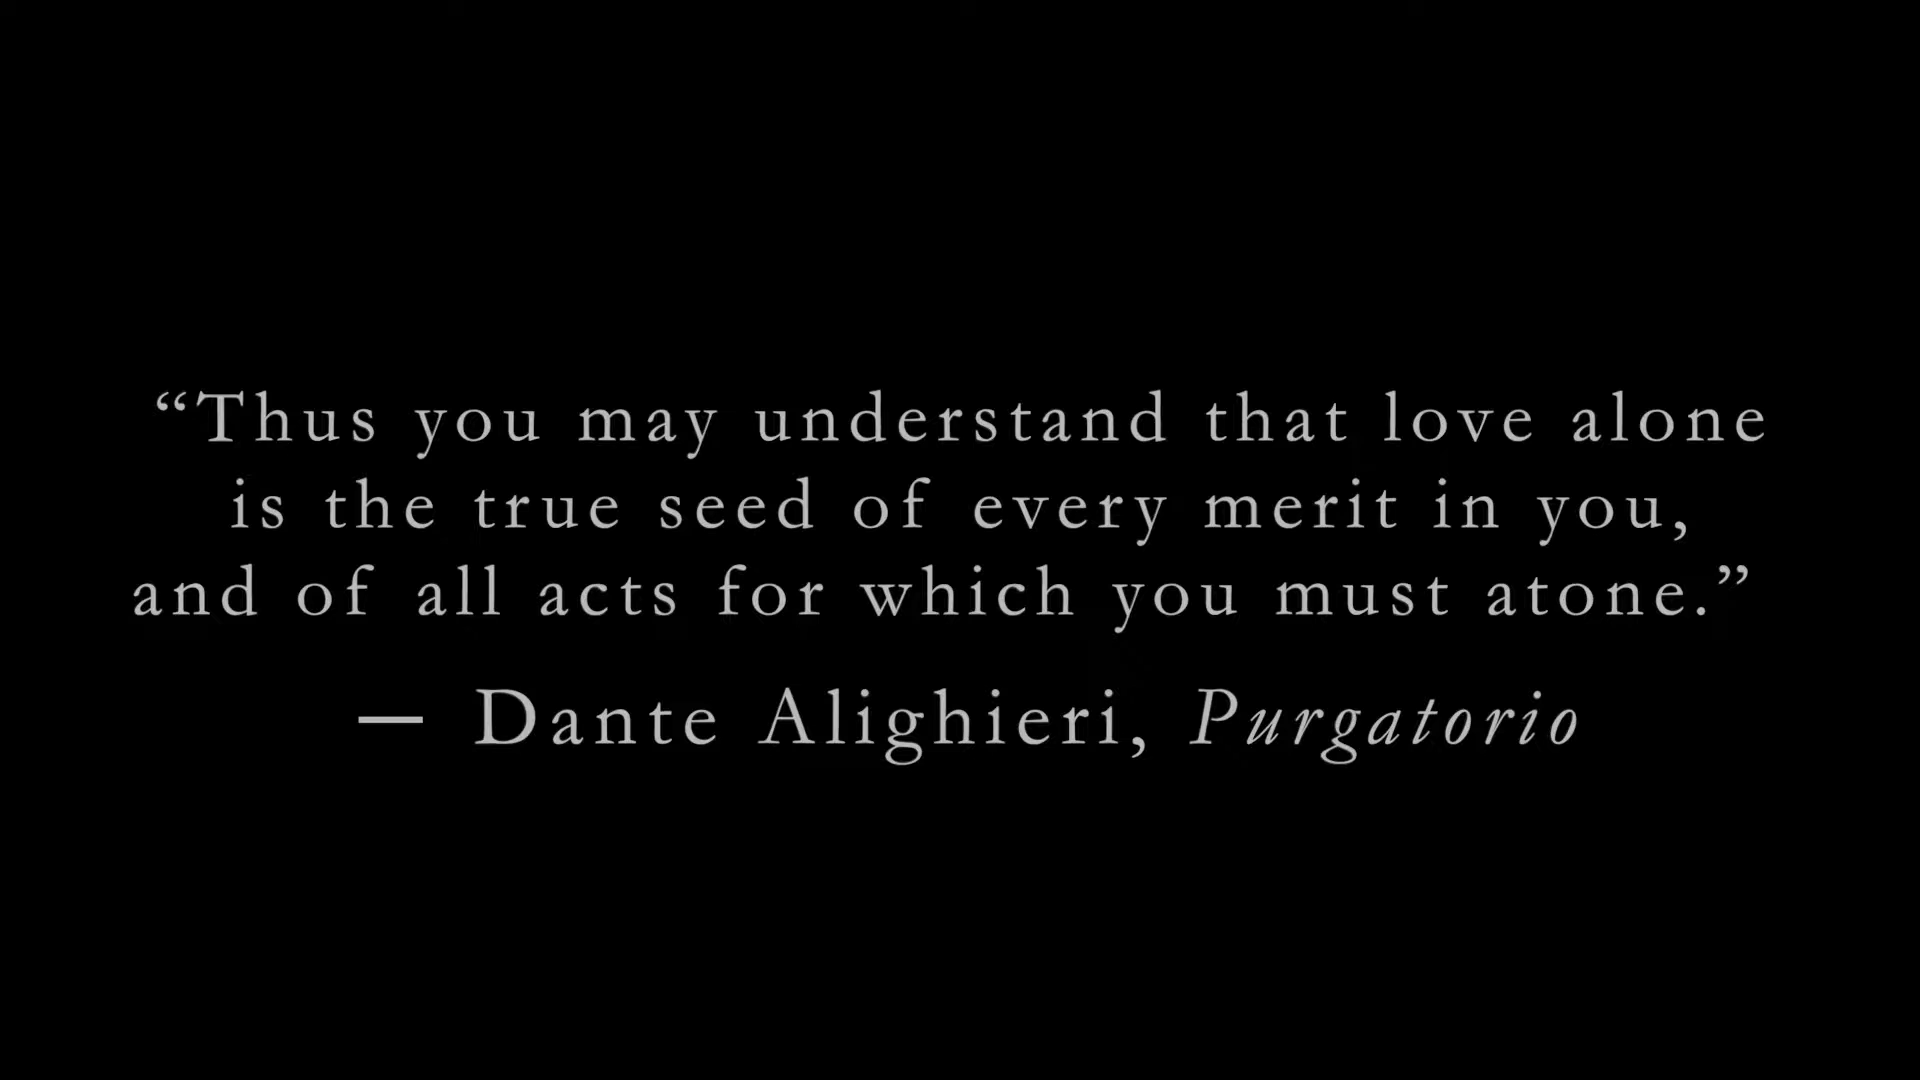 “Thus you may understand that love alone
is the true seed of every merit in you,
and of all acts for which you must atone.”
— Dante Alighieri, Purgatorio